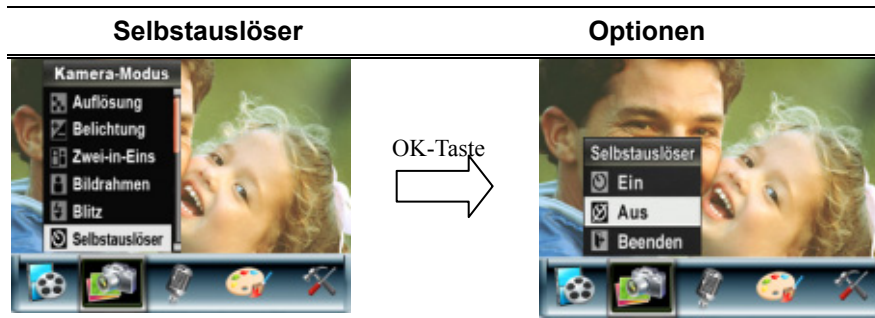 Selbstauslöser Optionen
Kamera-Modus
Auflösung
Belichtung
Zwei-in-Eins
Bildrahmen
Blitz
Selbstauslöser
OK-Taste
Selbstauslöser
Ein
Aus
Beenden